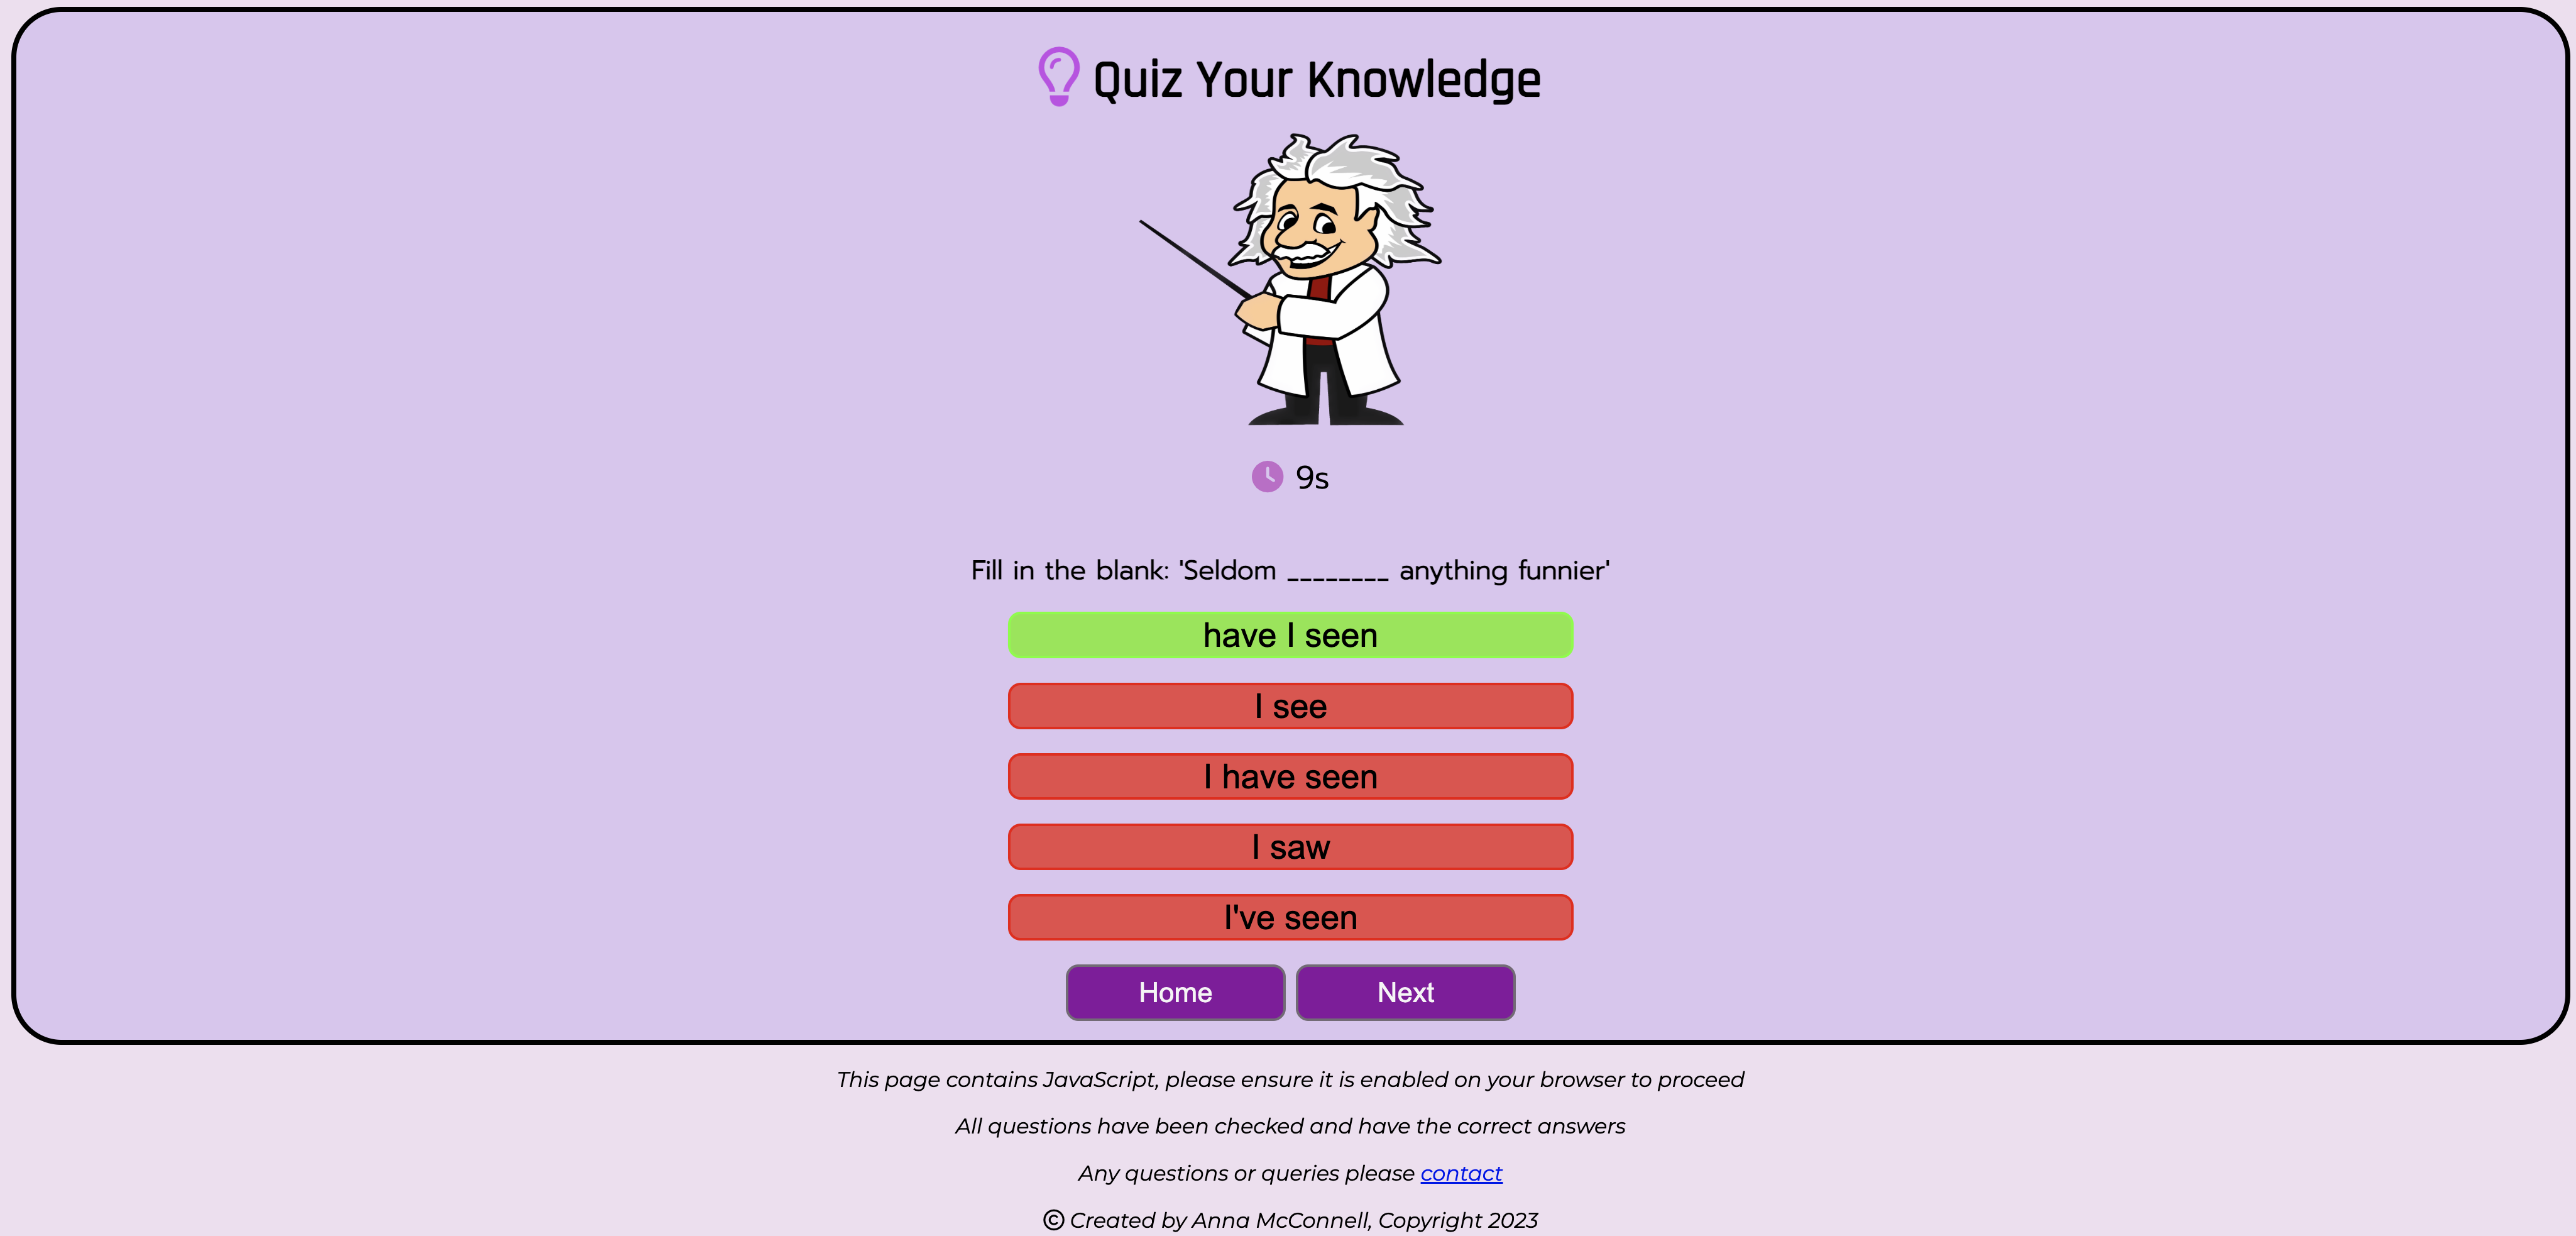 Quiz Your Knowledge
9s
Fill in the blank: 'Seldom ________ anything funnier'
have I seen
I see
I have seen
I saw
I've seen
Home Next
This page contains JavaScript, please ensure it is enabled on your browser to proceed
All questions have been checked and have the correct answers
Any questions or queries please contact
© Created by Anna McConnell, Copyright 2023